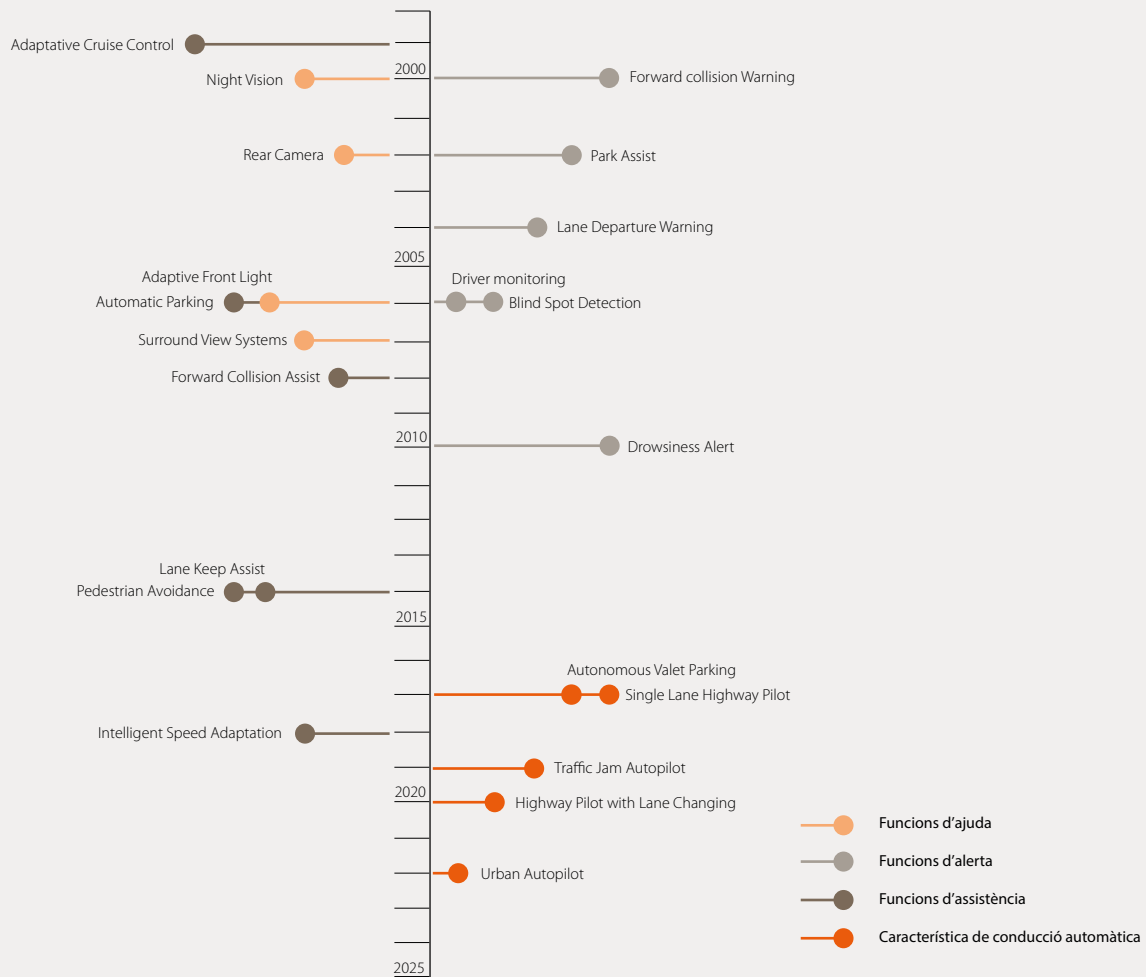 Adaptative Cruise Control
2000
Night Vision
Forward collision Warning
Rear Camera
Park Assist
Lane Departure Warning
2005
Adaptive Front Light
Driver monitoring
Automatic Parking
Blind Spot Detection
Surround View Systems
Forward Collision Assist
2010
Drowsiness Alert
Lane Keep Assist
Pedestrian Avoidance
2015
Autonomous Valet Parking
Single Lane Highway Pilot
Intelligent Speed Adaptation
Traffic Jam Autopilot
2020
Highway Pilot with Lane Changing
Urban Autopilot
2025
Funcions d’ajuda
Funcions d’alerta
Funcions d’assistència
Característica de conducció automàtica